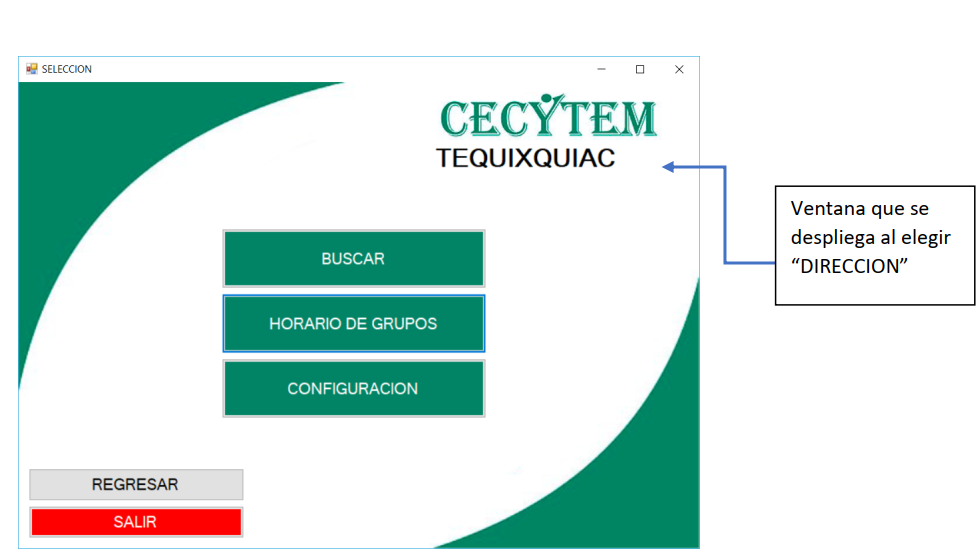 SELECCION
CECYTEM
TEQUIXQUIAC
Ventana que se
despliega al elegir
“DIRECCION”
BUSCAR
HORARIO DE GRUPOS
CONFIGURACION
REGRESAR
SALIR